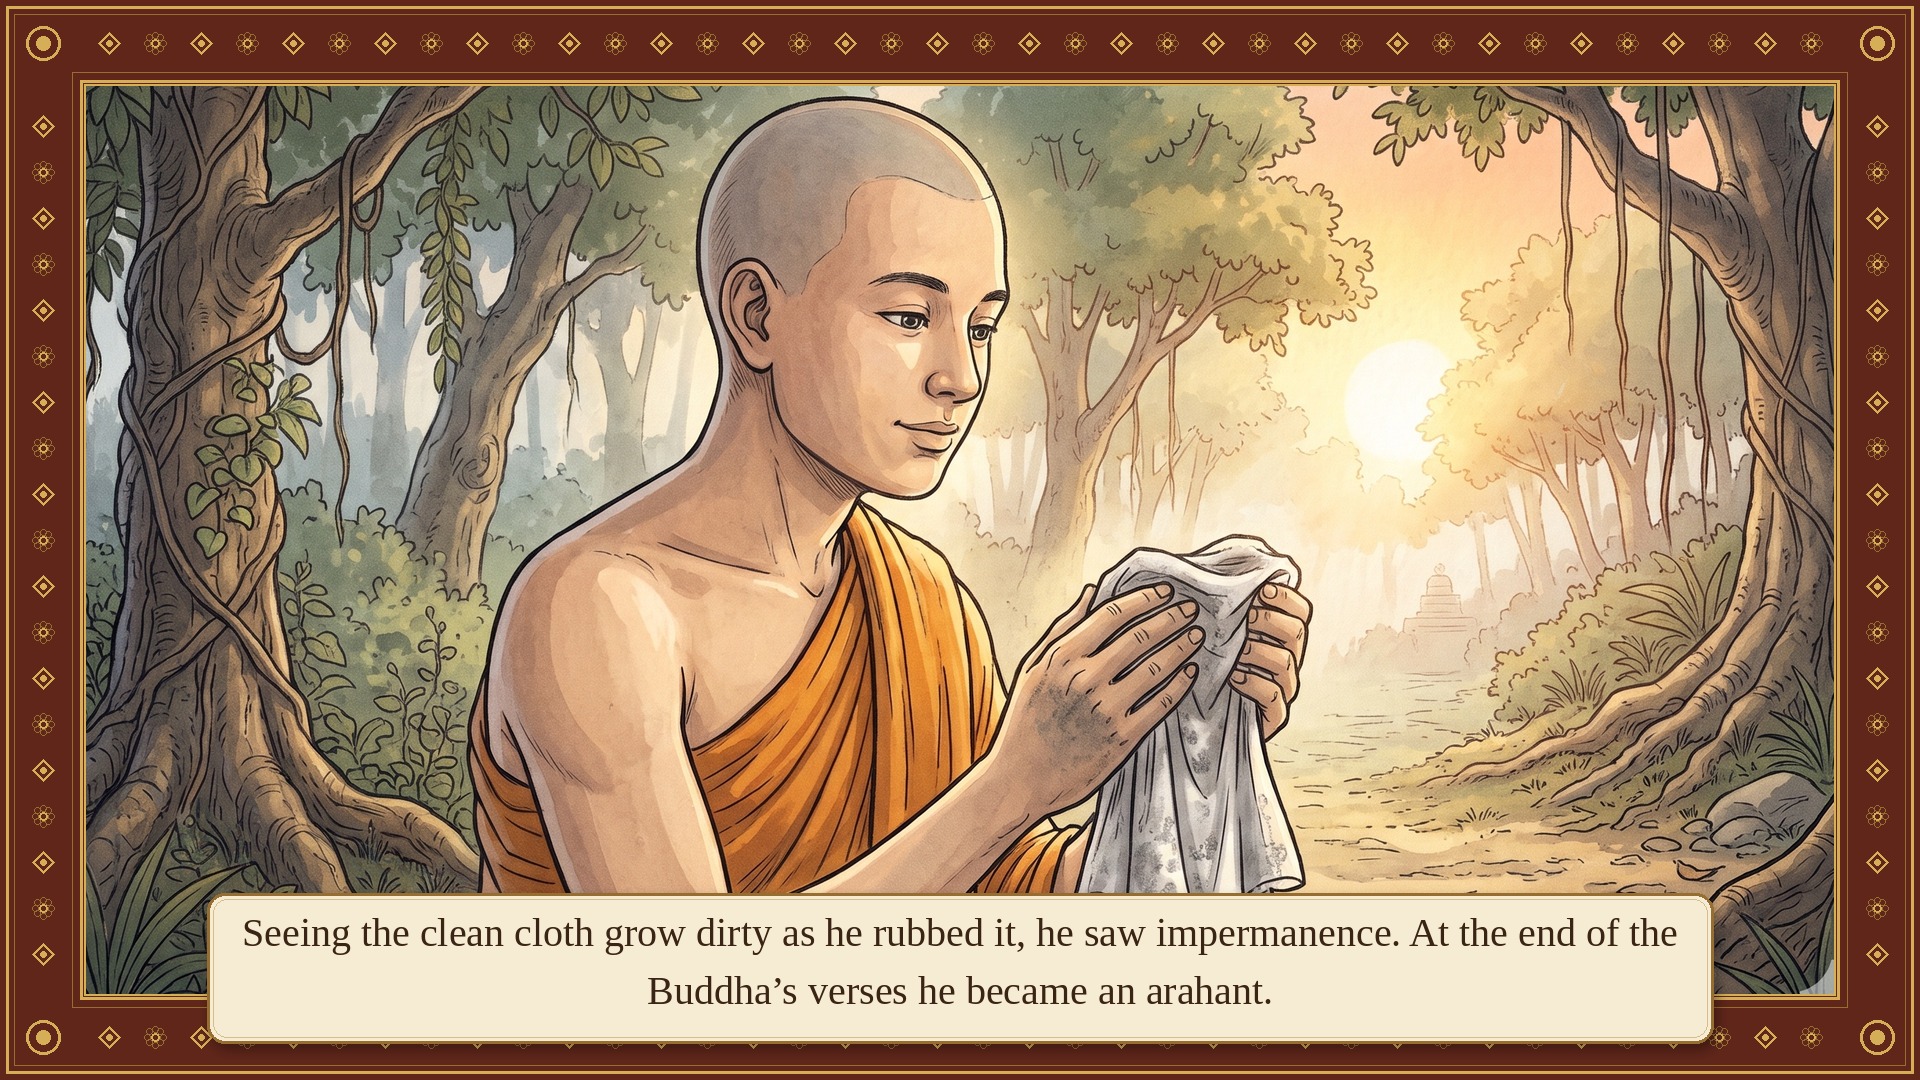 Seeing the clean cloth grow dirty as he rubbed it, he saw impermanence. At the end of the
Buddha’s verses he became an arahant.